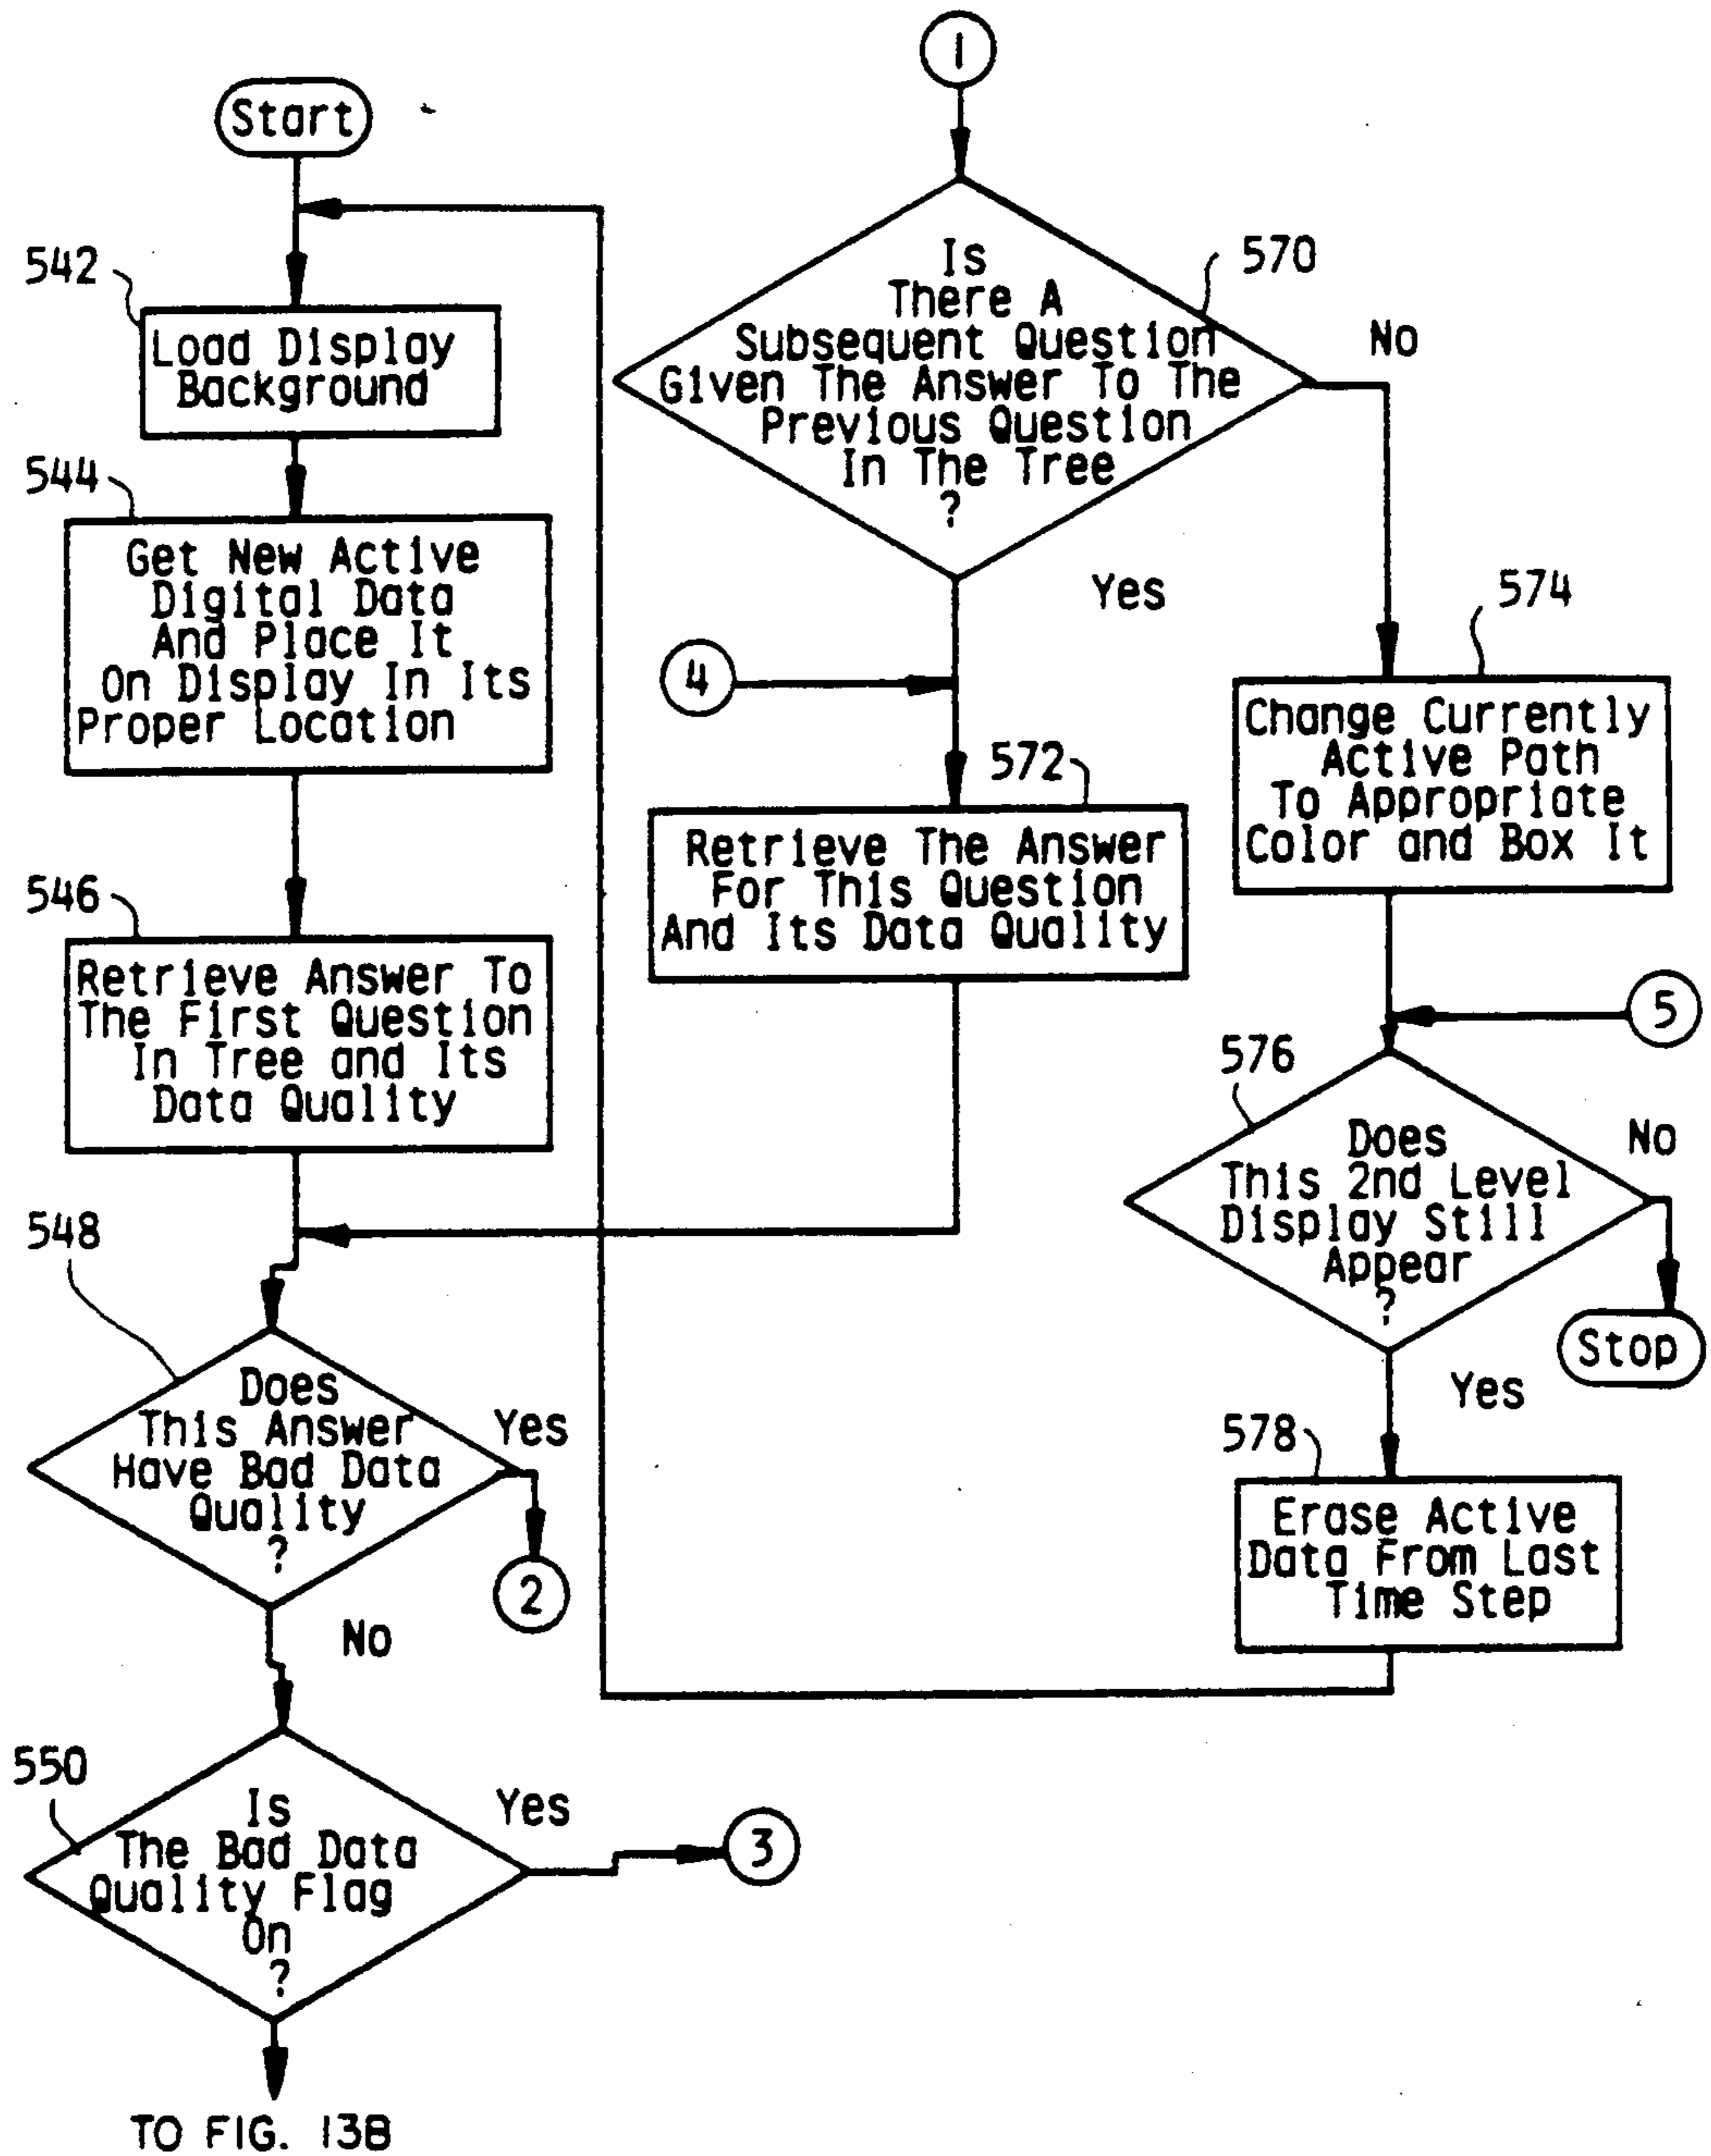 Start
542
Load Display
Background
544
Get New Active
Digital Data
And Place It
On Display In Its
Proper Location
546
Retrieve Answer To
The First Question
In Tree and Its
Data Quality
548
Does
This Answer
Have Bad Data
Quality
?
Yes
2
No
550
Is
The Bad Data
Quality Flag
On
?
Yes
3
TO FIG. 13B
1
570
Is
There A
Subsequent Question
Given The Answer To The
Previous Question
In The Tree
?
No
Yes
4
572
Retrieve The Answer
For This Question
And Its Data Quality
574
Change Currently
Active Path
To Appropriate
Color and Box It
5
576
Does
This 2nd Level
Display Still
Appear
?
No
Stop
Yes
578
Erase Active
Data From Last
Time Step